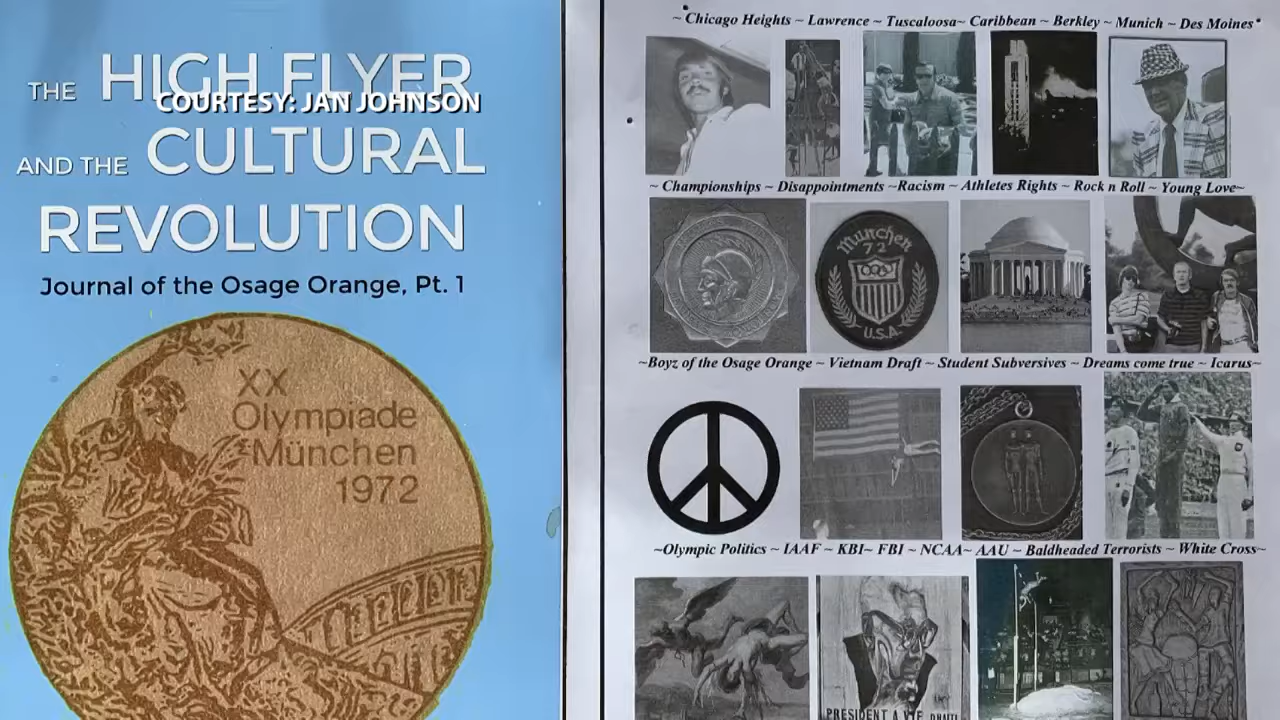 THE HIGH FLYER
COURTESY: JAN JOHNSON
AND THE CULTURAL
REVOLUTION
Journal of the Osage Orange, Pt. 1
XX
Olympiade
München
1972
~ Chicago Heights ~ Lawrence ~ Tuscaloosa~ Caribbean ~ Berkley ~ Munich ~ Des Moines
~ Championships ~ Disappointments ~Racism ~ Athletes Rights ~ Rock n Roll ~ Young Love~
München
72
U.S.A.
~Boyz of the Osage Orange ~ Vietnam Draft ~ Student Subversives ~ Dreams come true ~ Icarus~
~Olympic Politics ~ IAAF ~ KBI~ FBI ~ NCAA~ AAU ~ Baldheaded Terrorists ~ White Cross~
PRESIDENT A VIE